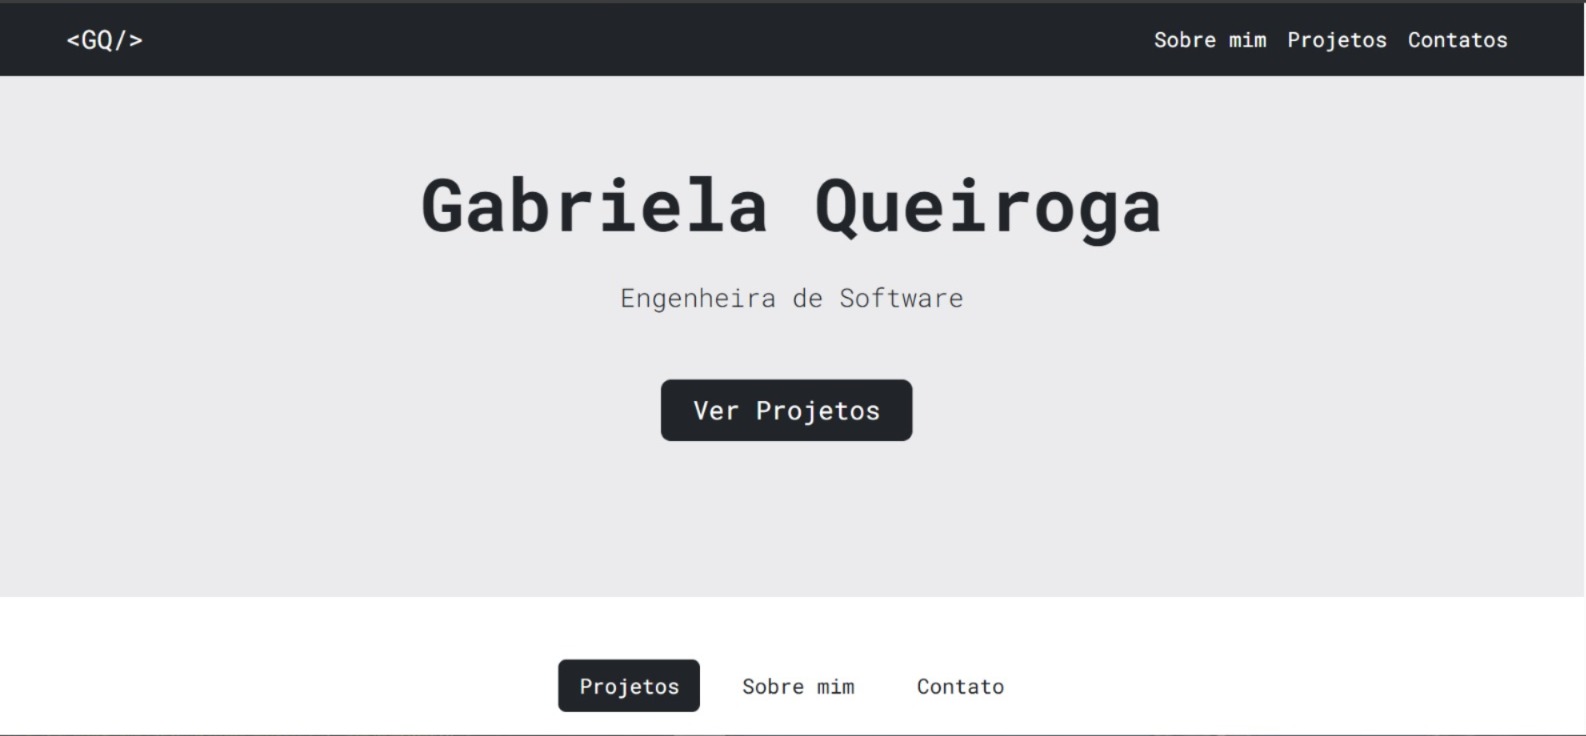 <GQ/>
Sobre mim Projetos Contatos
Gabriela Queiroga
Engenheira de Software
Ver Projetos
Projetos Sobre mim Contato